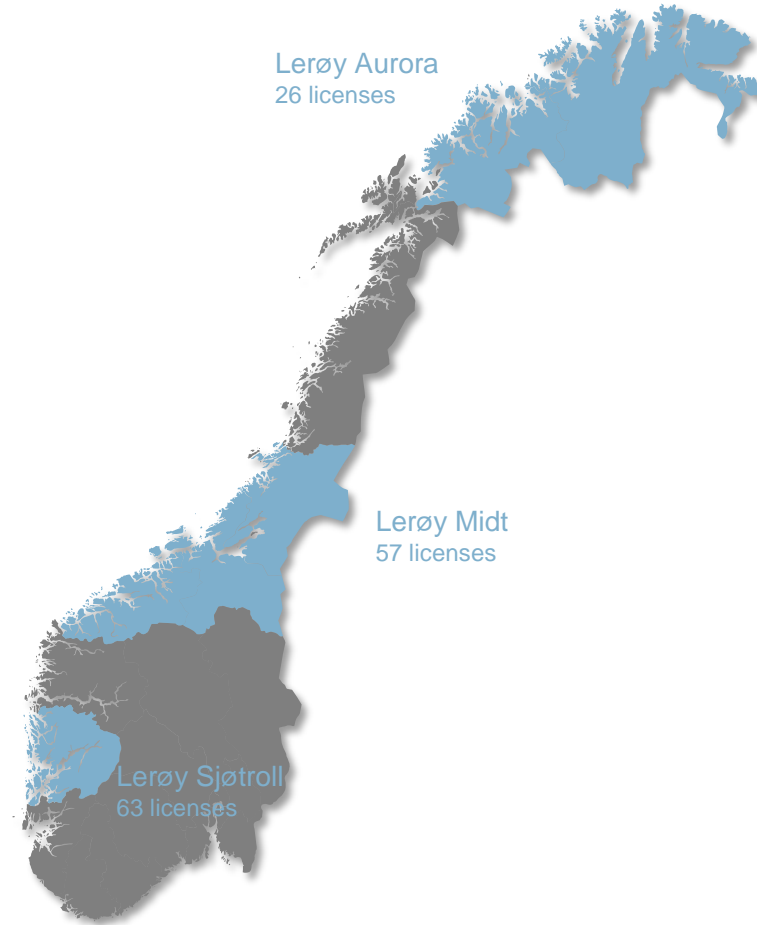 Lerøy Aurora
26 licenses
Lerøy Midt
57 licenses
Lerøy Sjøtroll
63 licenses